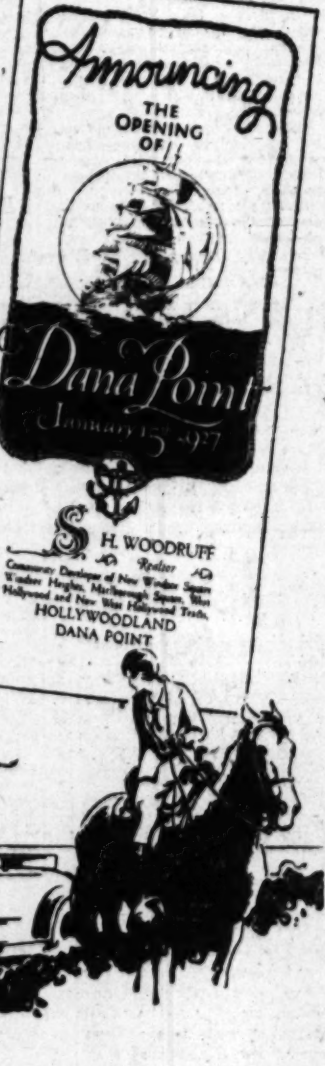 Announcing
THE
OPENING
OF
Dana Point
January 15th 1927
S. H. WOODRUFF
Realtor
Community Developer of New Windsor Square
Windsor Heights, Marlborough Square, West
Hollywood and New West Hollywood Tracts,
HOLLYWOODLAND
DANA POINT